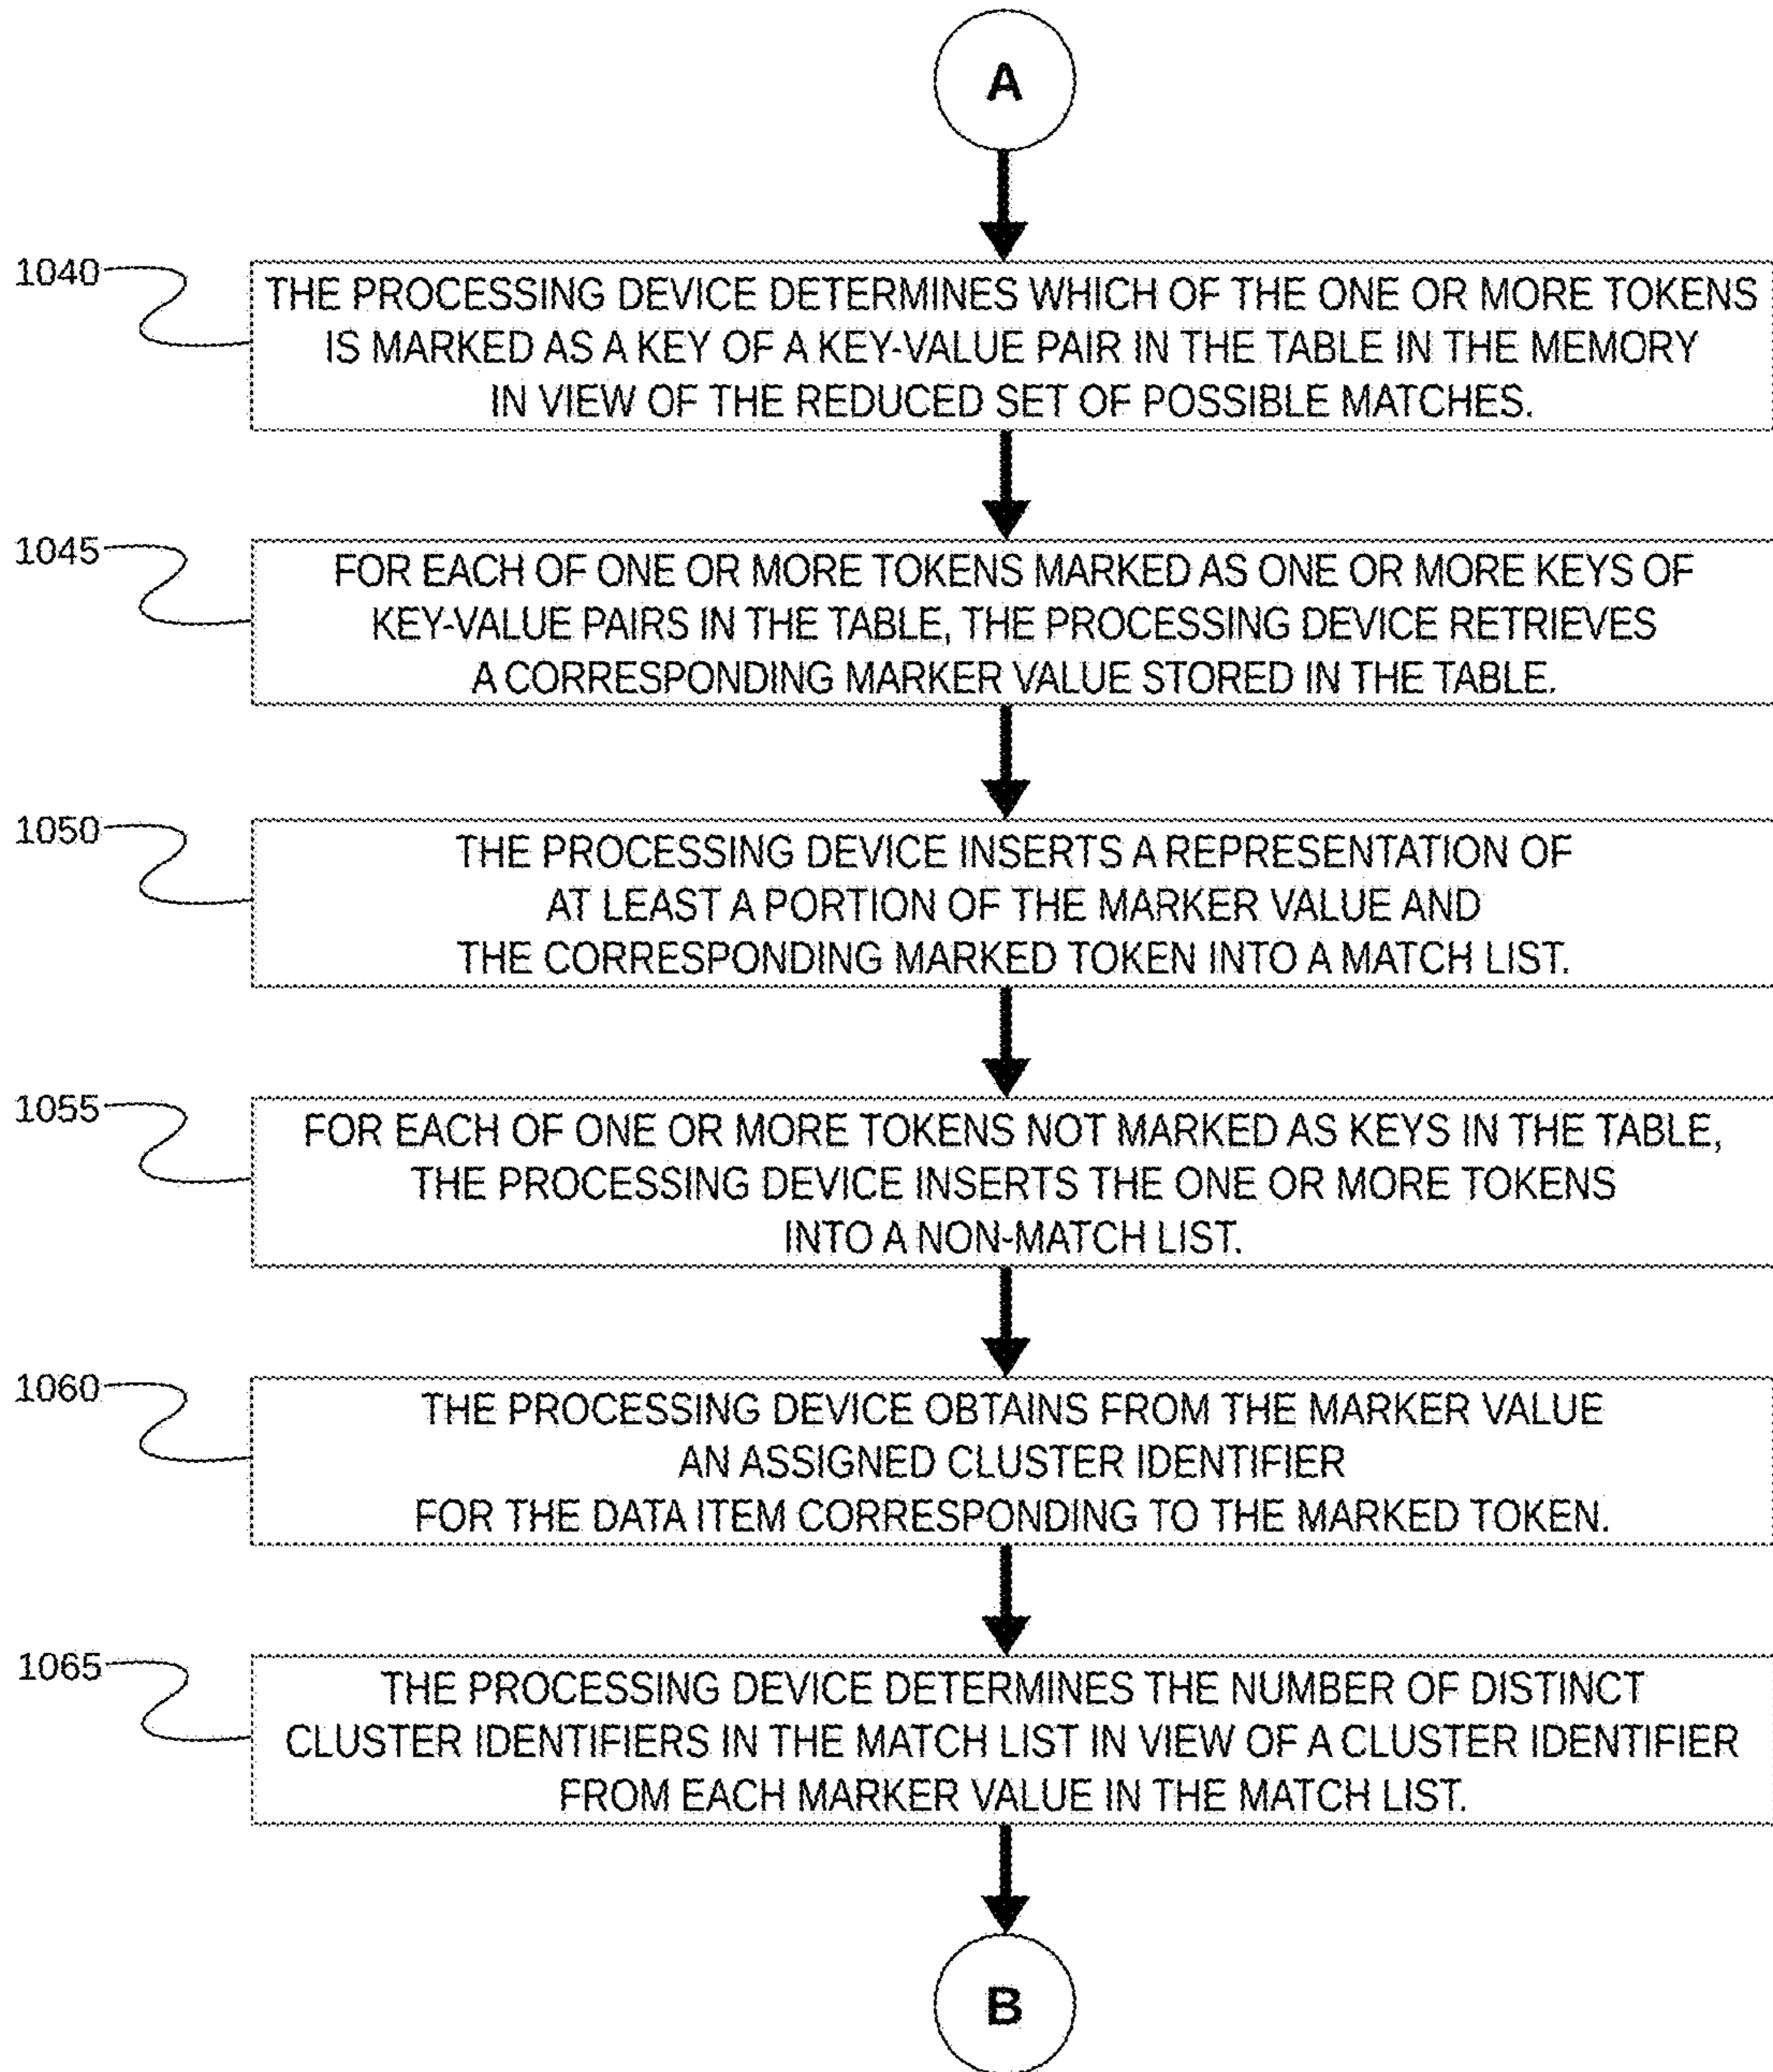 A
1040
THE PROCESSING DEVICE DETERMINES WHICH OF THE ONE OR MORE TOKENS
IS MARKED AS A KEY OF A KEY-VALUE PAIR IN THE TABLE IN THE MEMORY
IN VIEW OF THE REDUCED SET OF POSSIBLE MATCHES.
1045
FOR EACH OF ONE OR MORE TOKENS MARKED AS ONE OR MORE KEYS OF
KEY-VALUE PAIRS IN THE TABLE, THE PROCESSING DEVICE RETRIEVES
A CORRESPONDING MARKER VALUE STORED IN THE TABLE.
1050
THE PROCESSING DEVICE INSERTS A REPRESENTATION OF
AT LEAST A PORTION OF THE MARKER VALUE AND
THE CORRESPONDING MARKED TOKEN INTO A MATCH LIST.
1055
FOR EACH OF ONE OR MORE TOKENS NOT MARKED AS KEYS IN THE TABLE,
THE PROCESSING DEVICE INSERTS THE ONE OR MORE TOKENS
INTO A NON-MATCH LIST.
1060
THE PROCESSING DEVICE OBTAINS FROM THE MARKER VALUE
AN ASSIGNED CLUSTER IDENTIFIER
FOR THE DATA ITEM CORRESPONDING TO THE MARKED TOKEN.
1065
THE PROCESSING DEVICE DETERMINES THE NUMBER OF DISTINCT
CLUSTER IDENTIFIERS IN THE MATCH LIST IN VIEW OF A CLUSTER IDENTIFIER
FROM EACH MARKER VALUE IN THE MATCH LIST.
B